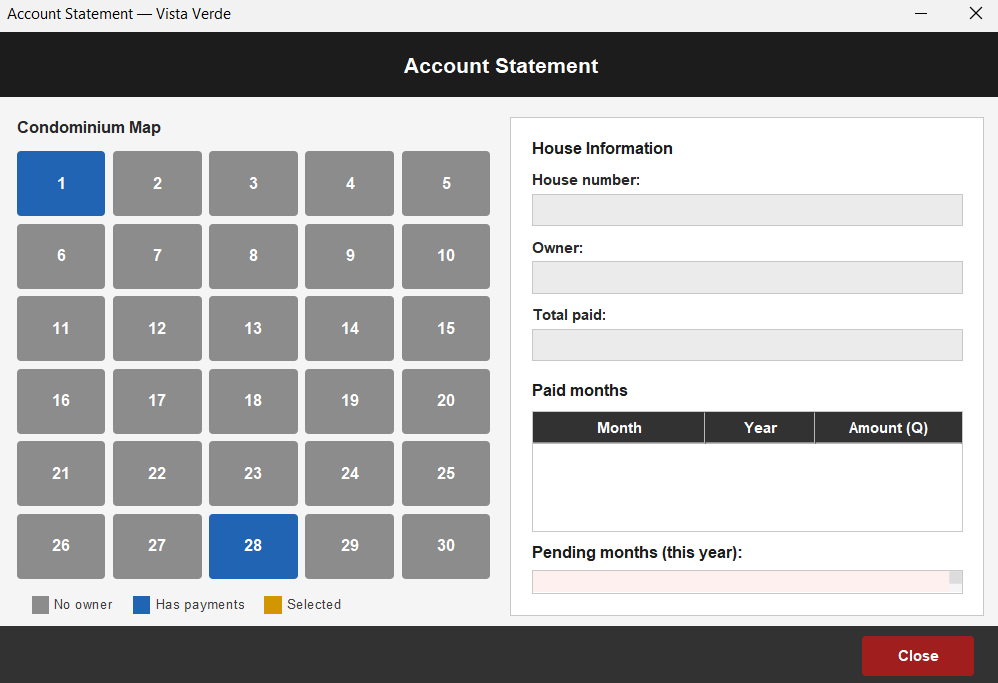 Account Statement — Vista Verde
Account Statement
Condominium Map
1 2 3 4 5
6 7 8 9 10
11 12 13 14 15
16 17 18 19 20
21 22 23 24 25
26 27 28 29 30
No owner Has payments Selected
House Information
House number:
Owner:
Total paid:
Paid months
Month Year Amount (Q)
Pending months (this year):
Close